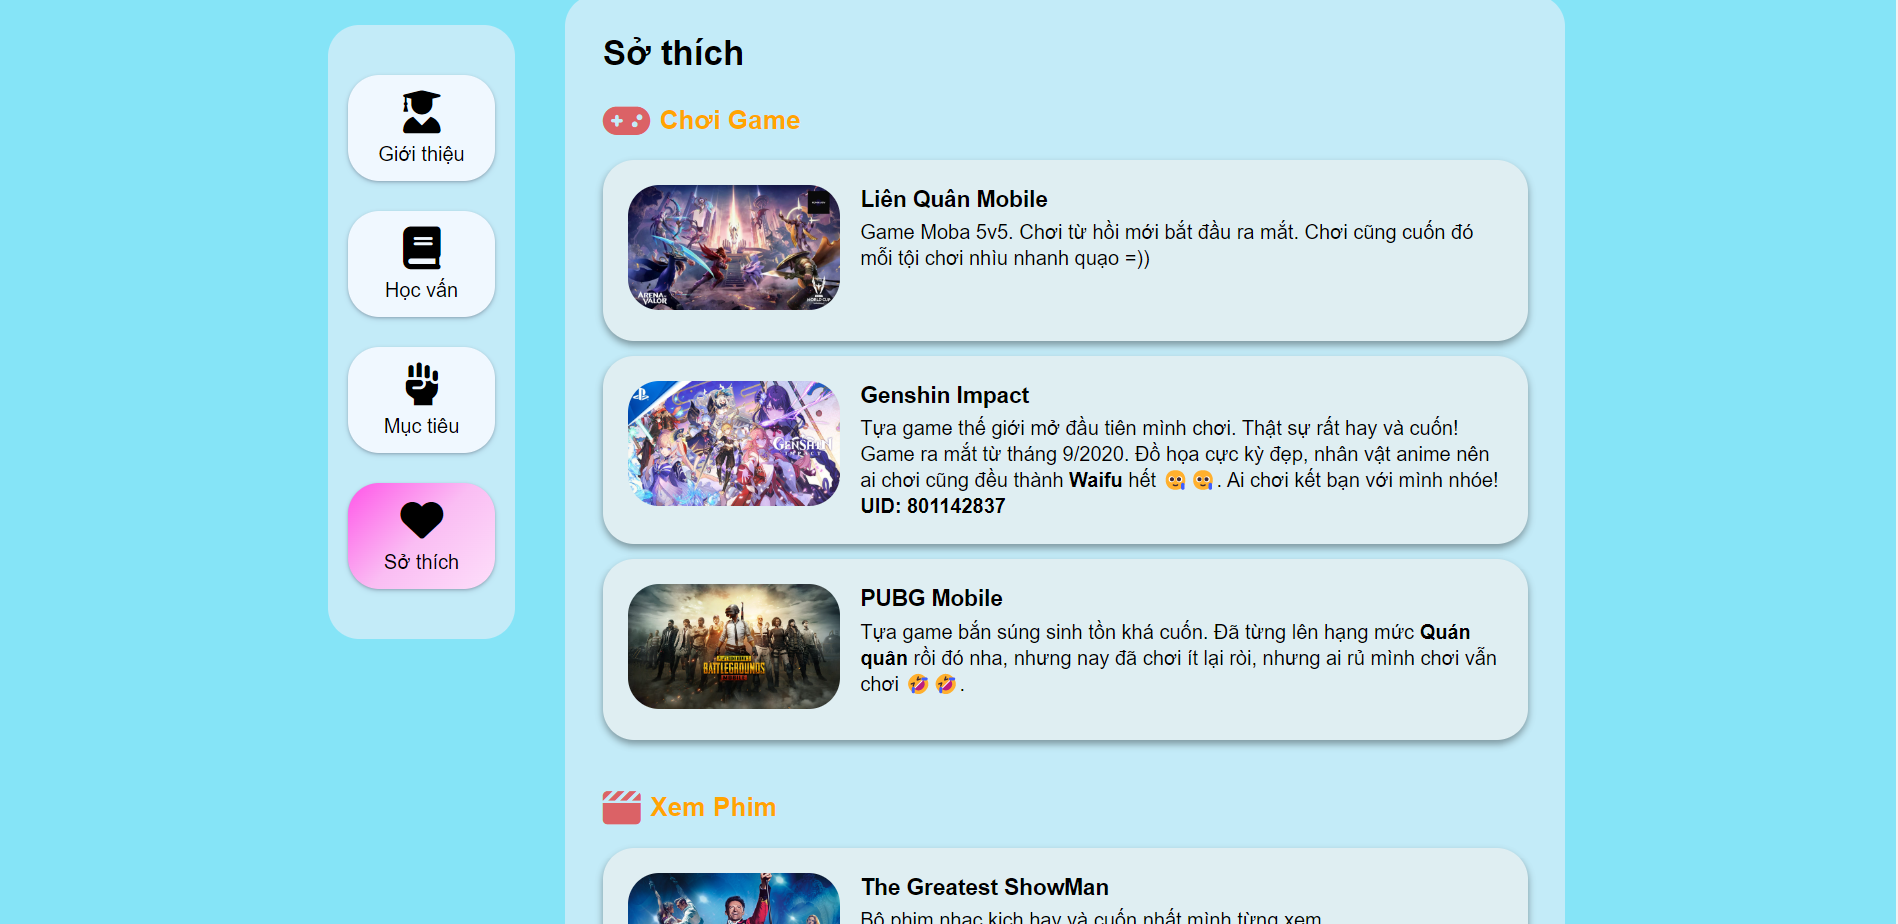 Giới thiệu
Học vấn
Mục tiêu
Sở thích
Sở thích
Chơi Game
Liên Quân Mobile
Game Moba 5v5. Chơi từ hồi mới bắt đầu ra mắt. Chơi cũng cuốn đó
mỗi tội chơi nhìu nhanh quạo =))
ARENA OF
VALOR
WORLD CUP
Genshin Impact
Tựa game thế giới mở đầu tiên mình chơi. Thật sự rất hay và cuốn!
Game ra mắt từ tháng 9/2020. Đồ họa cực kỳ đẹp, nhân vật anime nên
ai chơi cũng đều thành Waifu hết 🥲🥲. Ai chơi kết bạn với mình nhóe!
UID: 801142837
GENSHIN
IMPACT
PUBG Mobile
Tựa game bắn súng sinh tồn khá cuốn. Đã từng lên hạng mức Quán
quân rồi đó nha, nhưng nay đã chơi ít lại ròi, nhưng ai rủ mình chơi vẫn
chơi 🤣🤣.
BATTLEGROUNDS
MOBILE
Xem Phim
The Greatest ShowMan
Bộ phim nhạc kịch hay và cuốn nhất mình từng xem